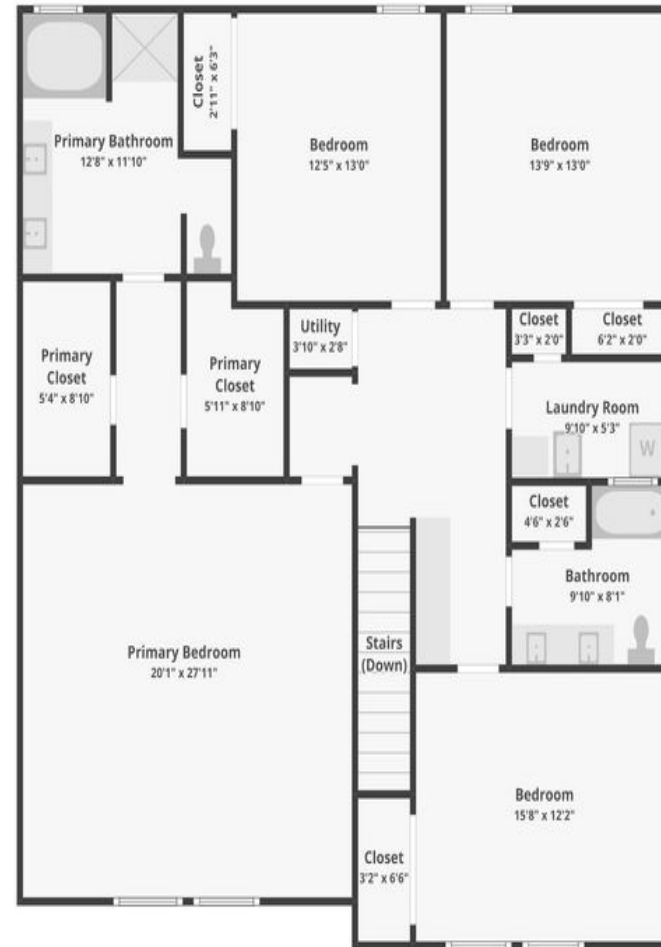 Closet
2'11" x 6'3"
Primary Bathroom
12'8" x 11'10"
Bedroom
12'5" x 13'0"
Bedroom
13'9" x 13'0"
Utility
3'10" x 2'8"
Closet
3'3" x 2'0"
Closet
6'2" x 2'0"
Primary
Closet
5'4" x 8'10"
Primary
Closet
5'11" x 8'10"
Laundry Room
9'10" x 5'3"
W
Closet
4'6" x 2'6"
Bathroom
9'10" x 8'1"
Primary Bedroom
20'1" x 27'11"
Stairs
(Down)
Bedroom
15'8" x 12'2"
Closet
3'2" x 6'6"